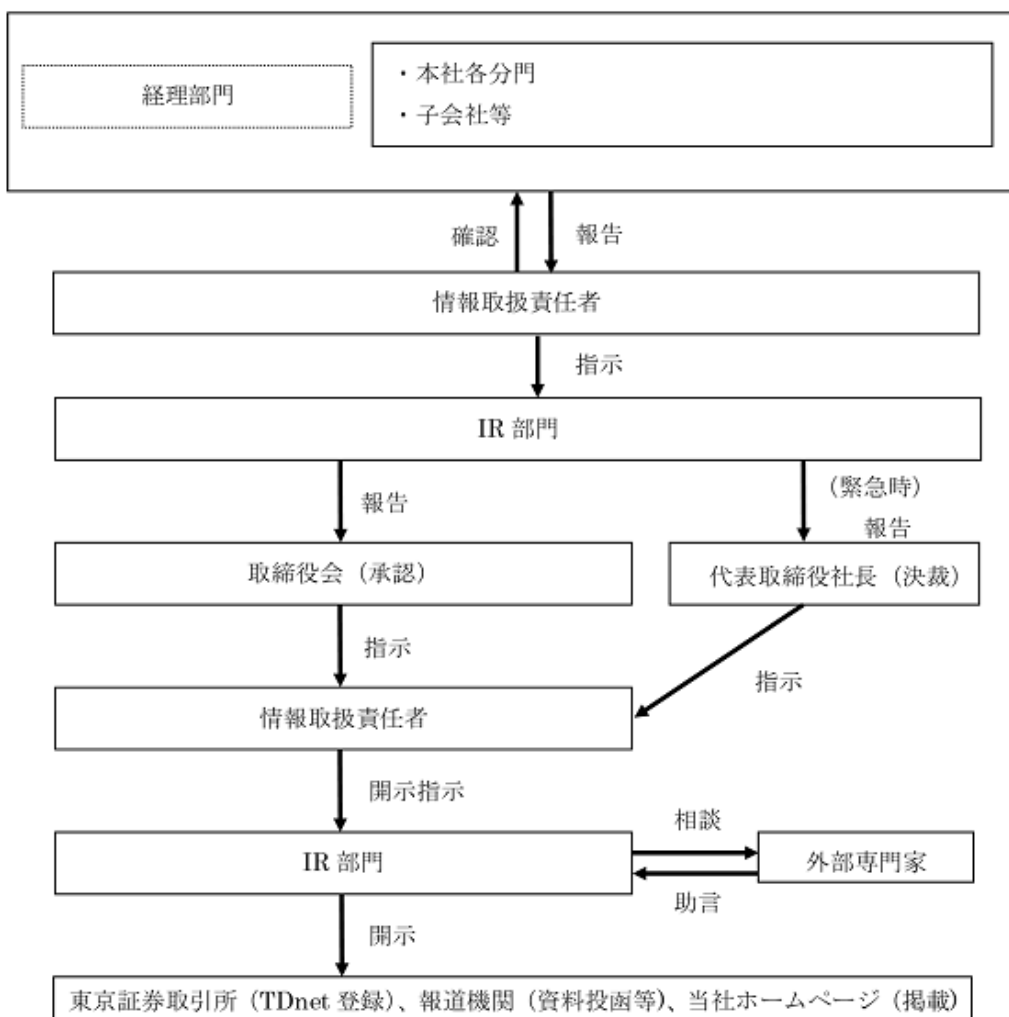 経理部門
・本社各分門
・子会社等
確認
報告
情報取扱責任者
指示
IR 部門
報告
(緊急時)
報告
取締役会（承認）
代表取締役社長（決裁）
指示
指示
情報取扱責任者
開示指示
IR 部門
相談
外部専門家
助言
開示
東京証券取引所（TDnet 登録）、報道機関（資料投函等）、当社ホームページ（掲載）